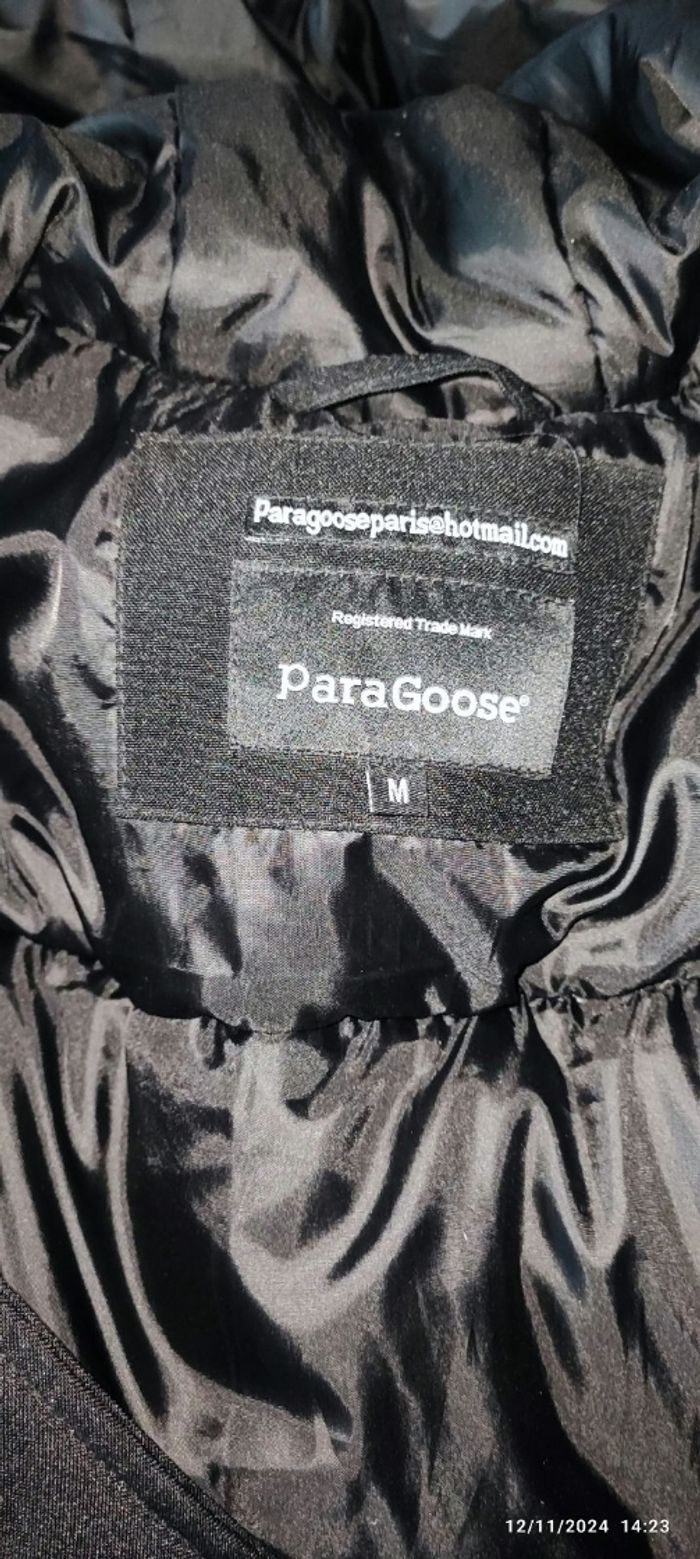 Paragooseparis@hotmail.com
Registered Trade Mark
ParaGoose®
M
12/11/2024 14:23